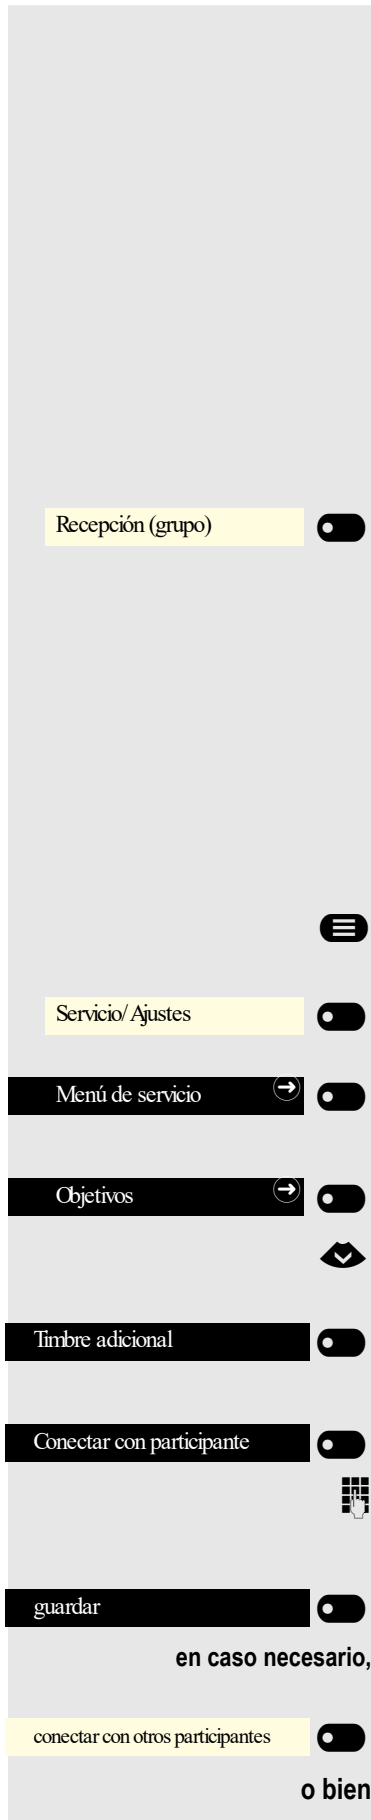 Recepción (grupo)
Servicio/Ajustes
Menú de servicio
Objetivos
Timbre adicional
Conectar con participante
guardar
en caso necesario,
conectar con otros participantes
o bien